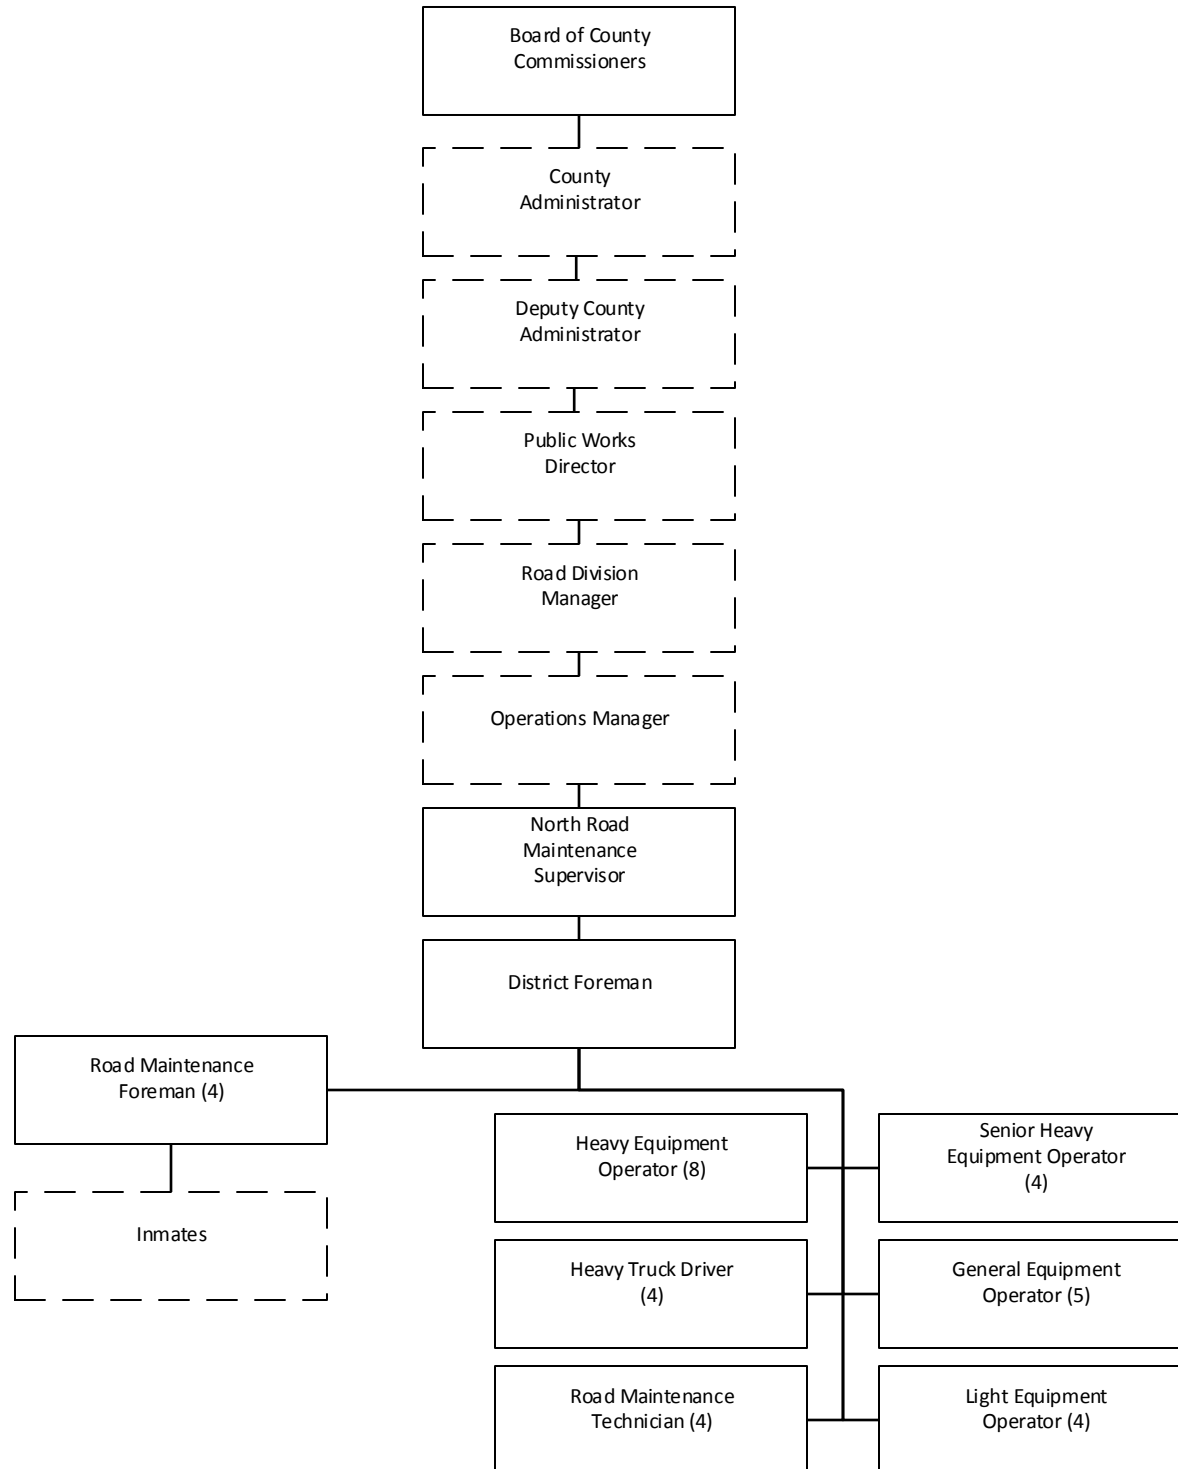 Board of County
Commissioners
County
Administrator
Deputy County
Administrator
Public Works
Director
Road Division
Manager
Operations Manager
North Road
Maintenance
Supervisor
District Foreman
Road Maintenance
Foreman (4)
Inmates
Heavy Equipment
Operator (8)
Senior Heavy
Equipment Operator
(4)
Heavy Truck Driver
(4)
General Equipment
Operator (5)
Road Maintenance
Technician (4)
Light Equipment
Operator (4)